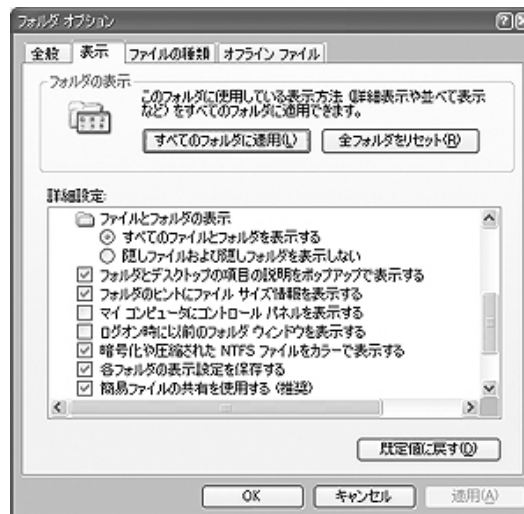 フォルダ オプション
全般 表示 ファイルの種類 オフライン ファイル
フォルダの表示
このフォルダに使用している表示方法 (詳細表示や並べて表示
など) をすべてのフォルダに適用できます。
すべてのフォルダに適用(L) 全フォルダをリセット(R)
詳細設定:
ファイルとフォルダの表示
すべてのファイルとフォルダを表示する
隠しファイルおよび隠しフォルダを表示しない
フォルダとデスクトップの項目の説明をポップアップで表示する
フォルダのヒントにファイル サイズ情報を表示する
マイ コンピュータにコントロール パネルを表示する
ログオン時に以前のフォルダ ウィンドウを表示する
暗号化や圧縮された NTFS ファイルをカラーで表示する
各フォルダの表示設定を保存する
簡易ファイルの共有を使用する (推奨)
既定値に戻す(D)
OK キャンセル 適用(A)